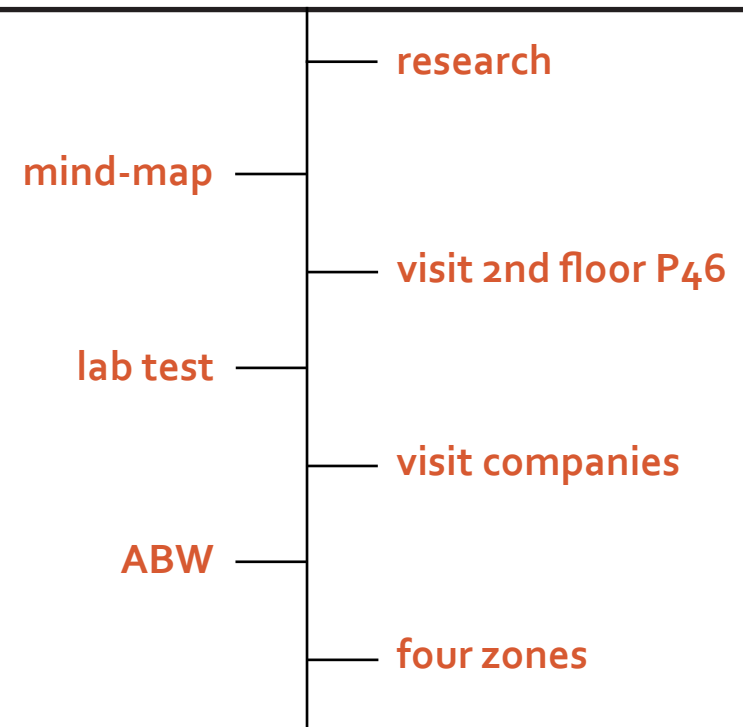 research
mind-map
visit 2nd floor P46
lab test
visit companies
ABW
four zones